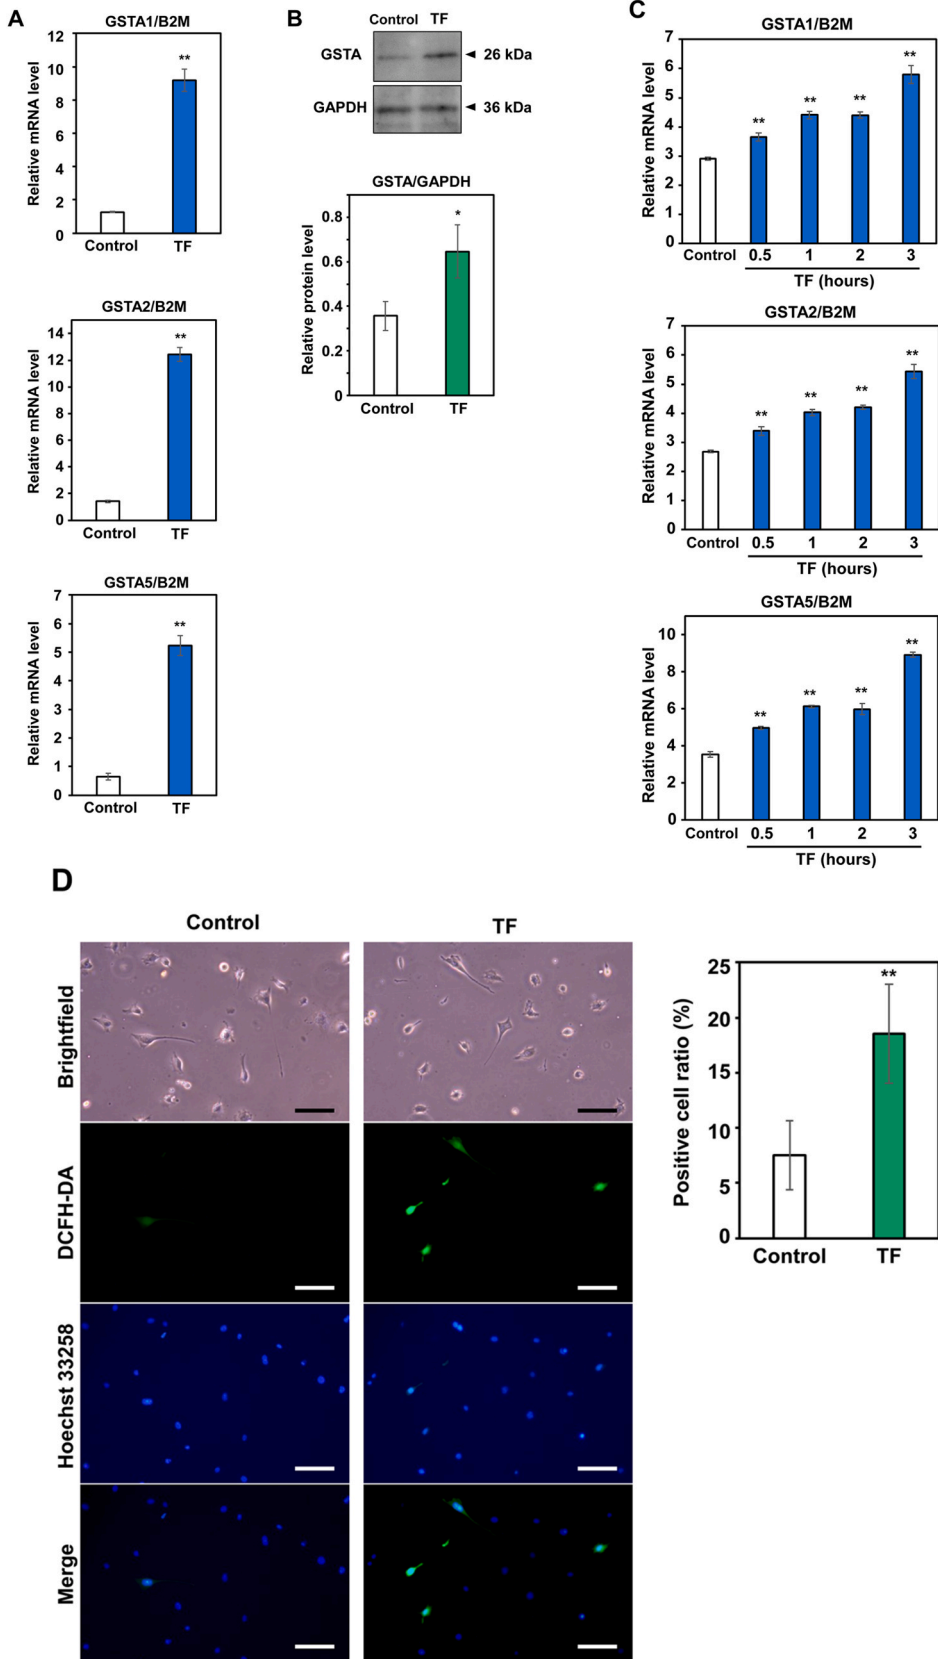 A
GSTA1/B2M
Relative mRNA level
12
10
8
6
4
2
0
**
Control
TF
GSTA2/B2M
Relative mRNA level
14
12
10
8
6
4
2
0
**
Control
TF
GSTA5/B2M
Relative mRNA level
7
6
5
4
3
2
1
0
**
Control
TF
B
Control TF
GSTA
26 kDa
GAPDH
36 kDa
GSTA/GAPDH
Relative protein level
0.8
0.6
0.4
0.2
0
*
Control
TF
C
GSTA1/B2M
Relative mRNA level
7
6
5
4
3
2
1
0
** ** ** **
Control 0.5 1 2 3
TF (hours)
GSTA2/B2M
Relative mRNA level
7
6
5
4
3
2
1
0
** ** ** **
Control 0.5 1 2 3
TF (hours)
GSTA5/B2M
Relative mRNA level
10
8
6
4
2
0
** ** ** **
Control 0.5 1 2 3
TF (hours)
D
Control
TF
Brightfield
DCFH-DA
Hoechst 33258
Merge
Positive cell ratio (%)
25
20
15
10
5
0
**
Control
TF